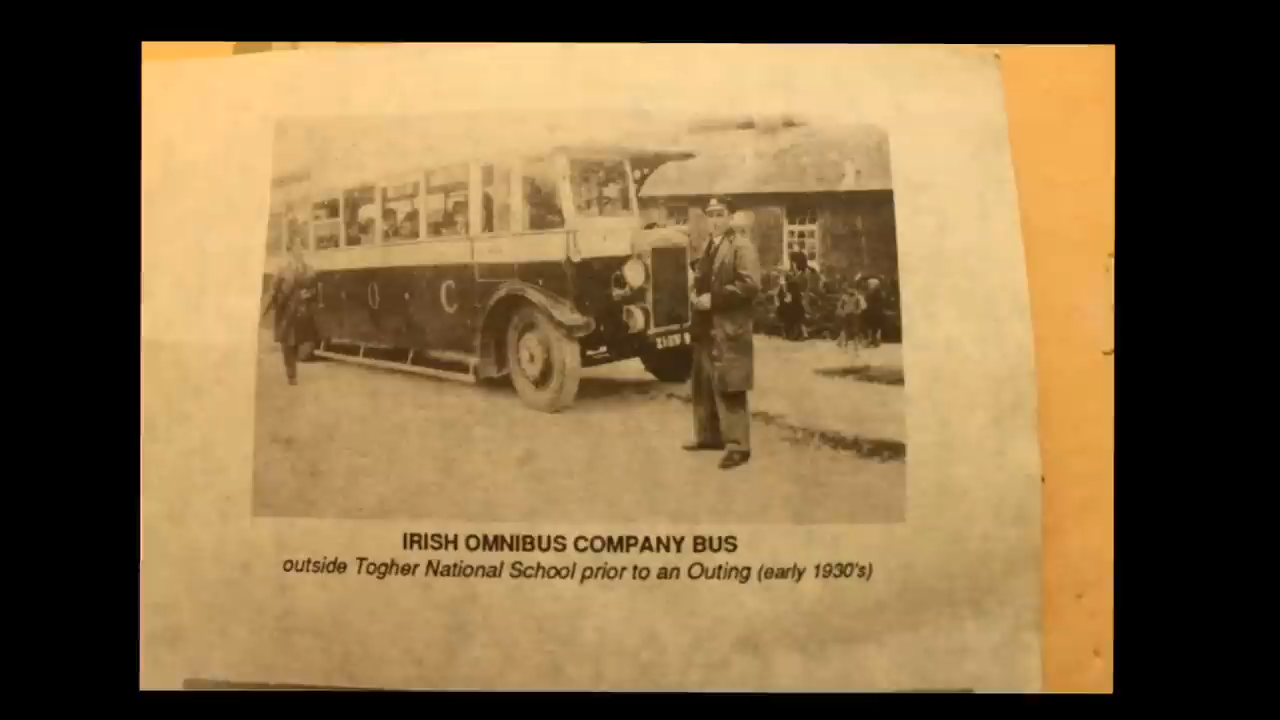 I O C
IRISH OMNIBUS COMPANY BUS
outside Togher National School prior to an Outing (early 1930's)